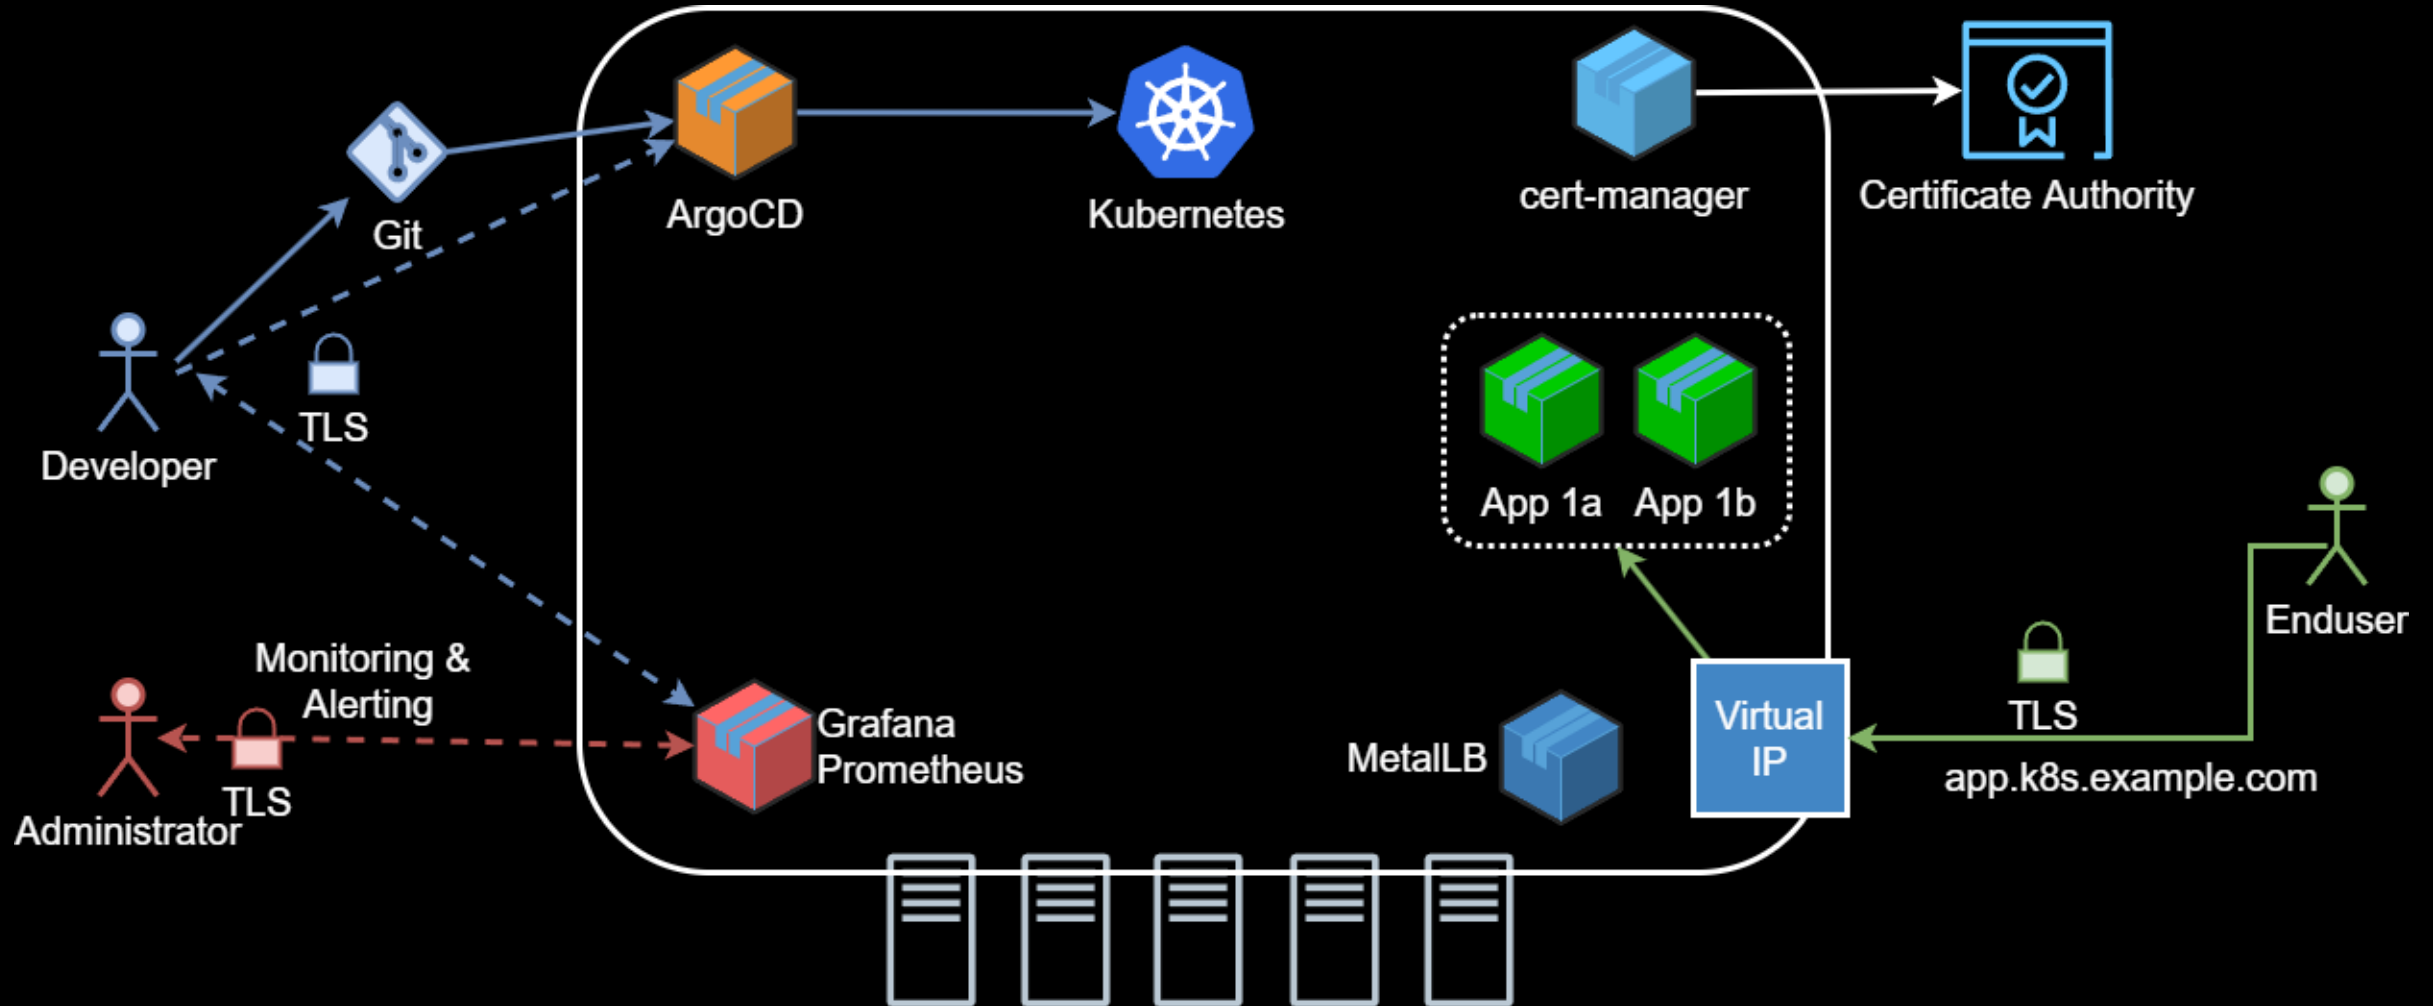 Git
ArgoCD
Kubernetes
cert-manager
Certificate Authority
TLS
Developer
App 1a
App 1b
Enduser
Monitoring &
Alerting
TLS
Administrator
Grafana
Prometheus
MetalLB
Virtual
IP
TLS
app.k8s.example.com